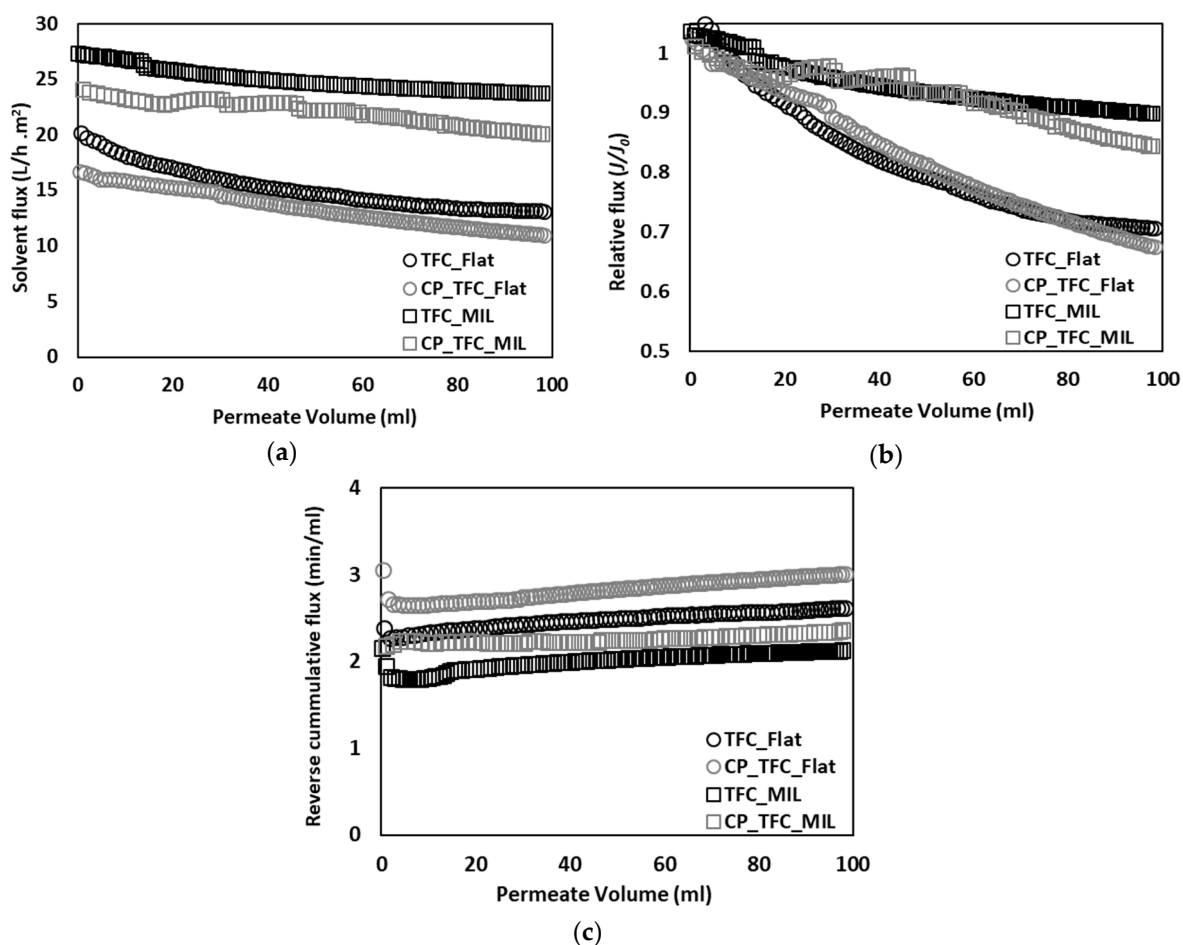 Solvent flux (L/h .m²)
30
25
20
15
10
5
0
TFC_Flat
CP_TFC_Flat
TFC_MIL
CP_TFC_MIL
0 20 40 60 80 100
Permeate Volume (ml)
(a)
Relative flux (J/J₀)
1
0.9
0.8
0.7
0.6
0.5
TFC_Flat
CP_TFC_Flat
TFC_MIL
CP_TFC_MIL
0 20 40 60 80 100
Permeate Volume (ml)
(b)
Reverse cummulative flux (min/ml)
4
3
2
1
0
TFC_Flat
CP_TFC_Flat
TFC_MIL
CP_TFC_MIL
0 20 40 60 80 100
Permeate Volume (ml)
(c)